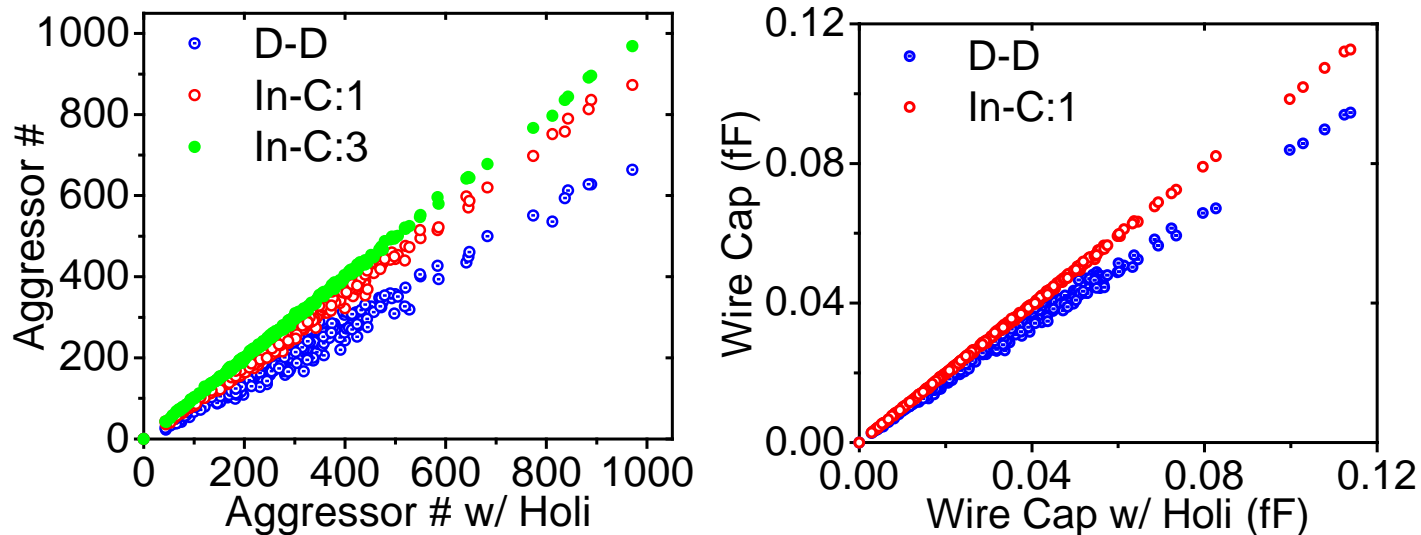 1000
800
600
400
200
0
Aggressor #
D-D
In-C:1
In-C:3
0 200 400 600 800 1000
Aggressor # w/ Holi
0.12
0.08
0.04
0.00
Wire Cap (fF)
D-D
In-C:1
0.00 0.04 0.08 0.12
Wire Cap w/ Holi (fF)